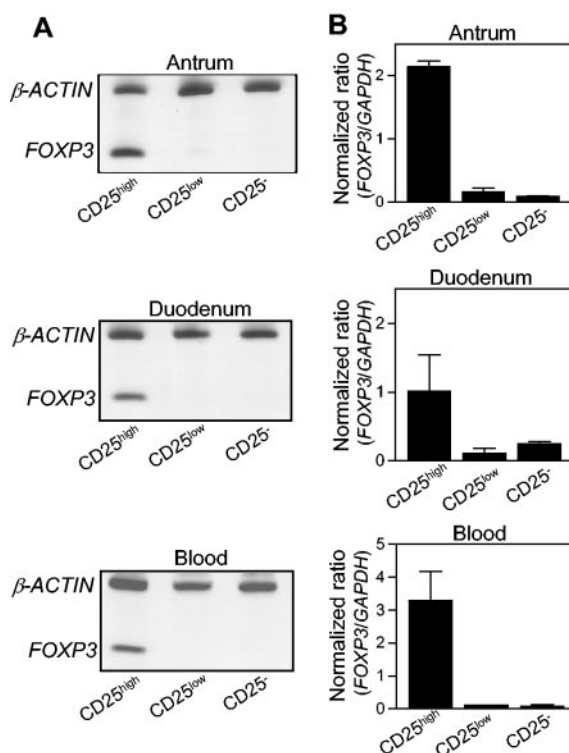 A
Antrum
β-ACTIN
FOXP3
CD25high
CD25low
CD25-
Duodenum
β-ACTIN
FOXP3
CD25high
CD25low
CD25-
Blood
β-ACTIN
FOXP3
CD25high
CD25low
CD25-
B
Antrum
Normalized ratio
(FOXP3/GAPDH)
2
1
0
CD25high
CD25low
CD25-
Duodenum
Normalized ratio
(FOXP3/GAPDH)
2
1
0
CD25high
CD25low
CD25-
Blood
Normalized ratio
(FOXP3/GAPDH)
5
4
3
2
1
0
CD25high
CD25low
CD25-